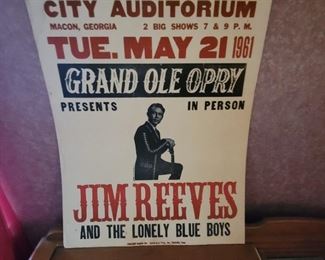 CITY AUDITORIUM
MACON, GEORGIA 2 BIG SHOWS 7 & 9 P. M.
TUE. MAY 21 1961
GRAND OLE OPRY
PRESENTS IN PERSON
JIM REEVES
AND THE LONELY BLUE BOYS